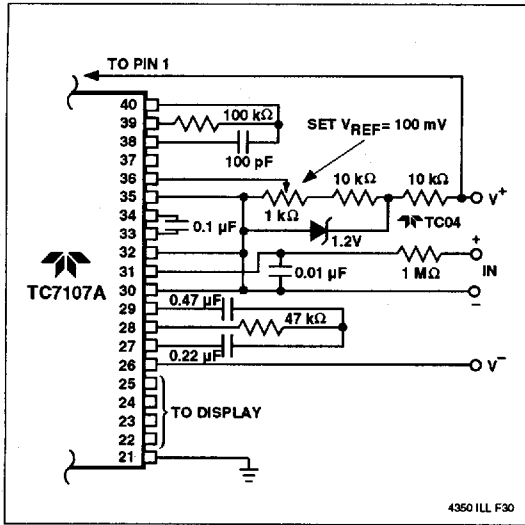 TO PIN 1
40
39
38
37
36
35
34
33
32
31
30
29
28
27
26
25
24
23
22
21
TC7107A
100 kΩ
100 pF
SET VREF = 100 mV
1 kΩ
10 kΩ
10 kΩ
V+
TC04
1.2V
0.1 µF
0.01 µF
1 MΩ
+
IN
–
0.47 µF
47 kΩ
0.22 µF
V–
TO DISPLAY
4350 ILL F30